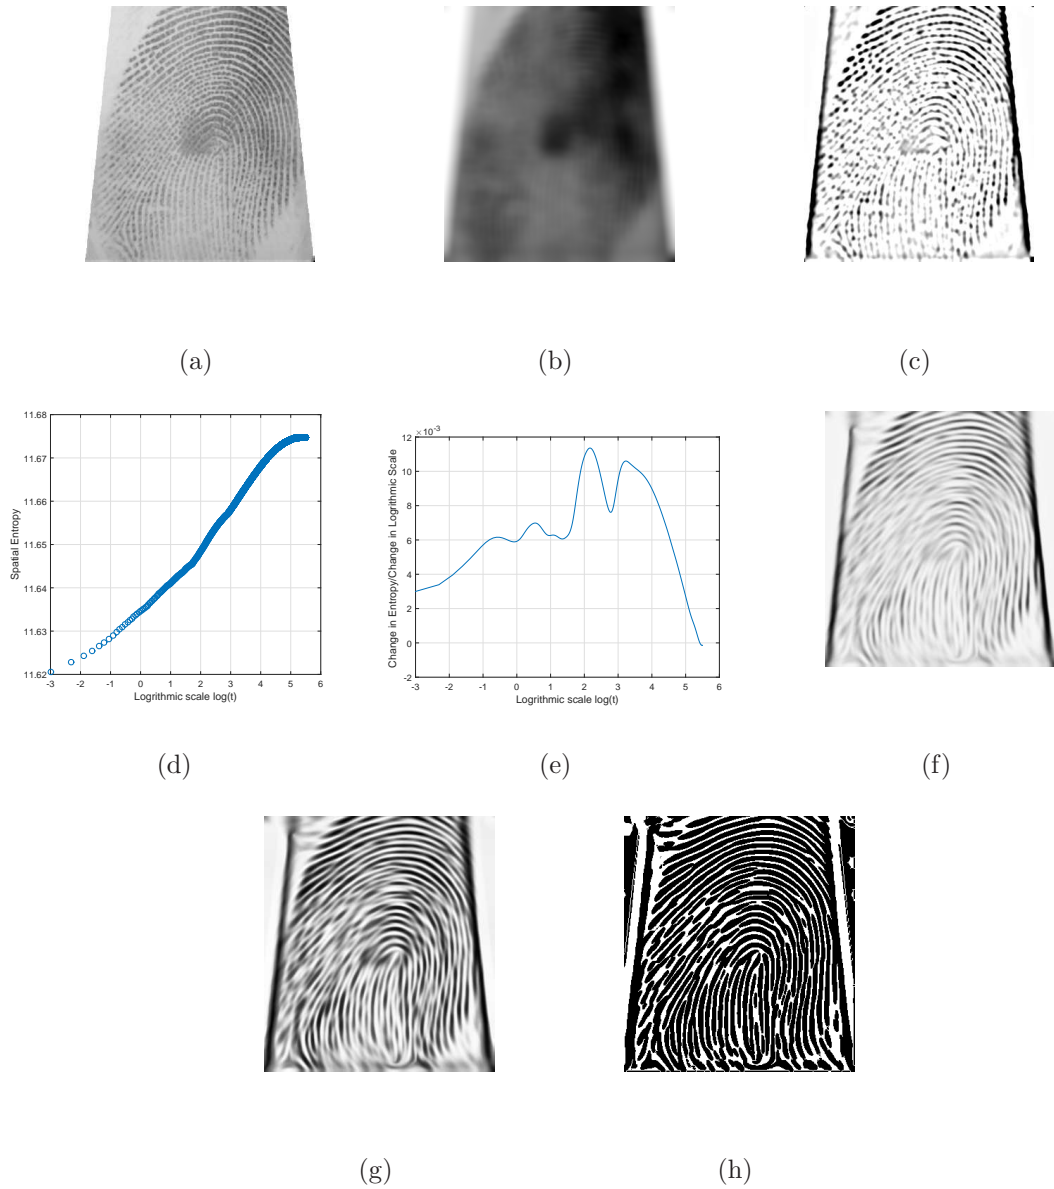 (a)
(b)
(c)
11.68
11.67
11.66
11.65
11.64
11.63
11.62
Spatial Entropy
-3 -2 -1 0 1 2 3 4 5 6
Logrithmic scale log(t)
×10⁻³
12
10
8
6
4
2
0
-2
Change in Entropy/Change in Logrithmic Scale
-3 -2 -1 0 1 2 3 4 5 6
Logrithmic scale log(t)
(d)
(e)
(f)
(g)
(h)